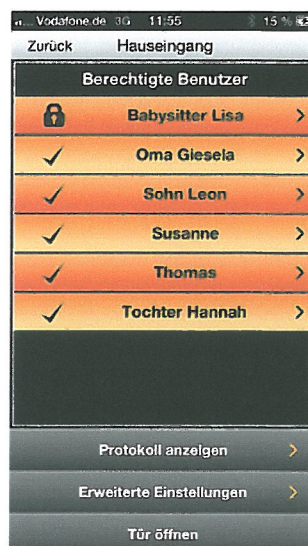 Vodafone.de 3G 11:55 15 %
Zurück Hauseingang
Berechtigte Benutzer
Babysitter Lisa
Oma Giesela
Sohn Leon
Susanne
Thomas
Tochter Hannah
Protokoll anzeigen
Erweiterte Einstellungen
Tür öffnen